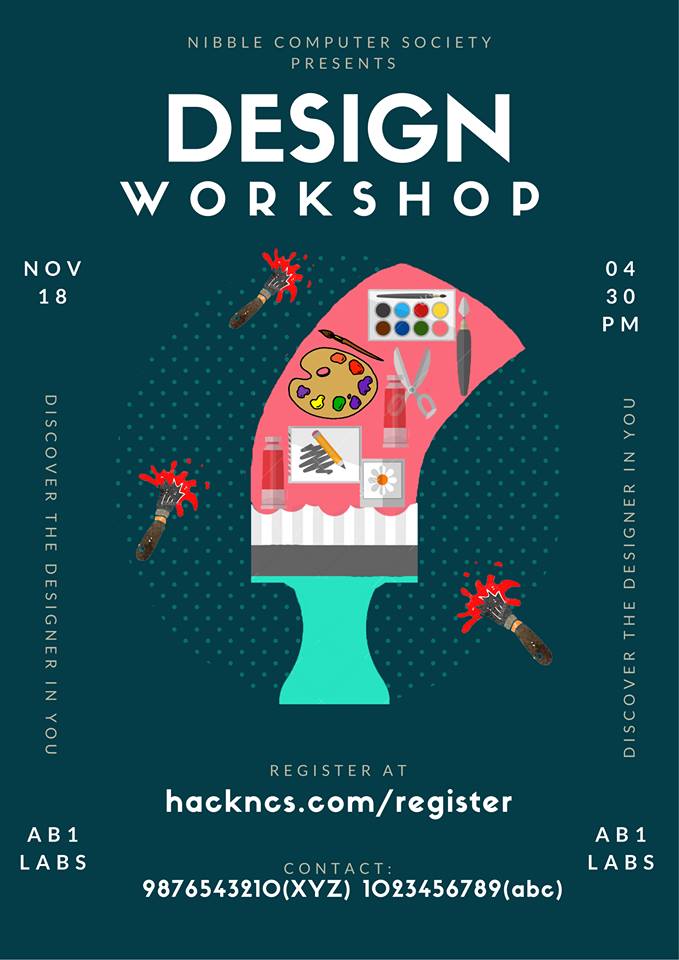 NIBBLE COMPUTER SOCIETY
PRESENTS
DESIGN
WORKSHOP
NOV
18
04
30
PM
DISCOVER THE DESIGNER IN YOU
DISCOVER THE DESIGNER IN YOU
REGISTER AT
hackncs.com/register
AB1
LABS
AB1
LABS
CONTACT:
9876543210(XYZ) 1023456789(abc)